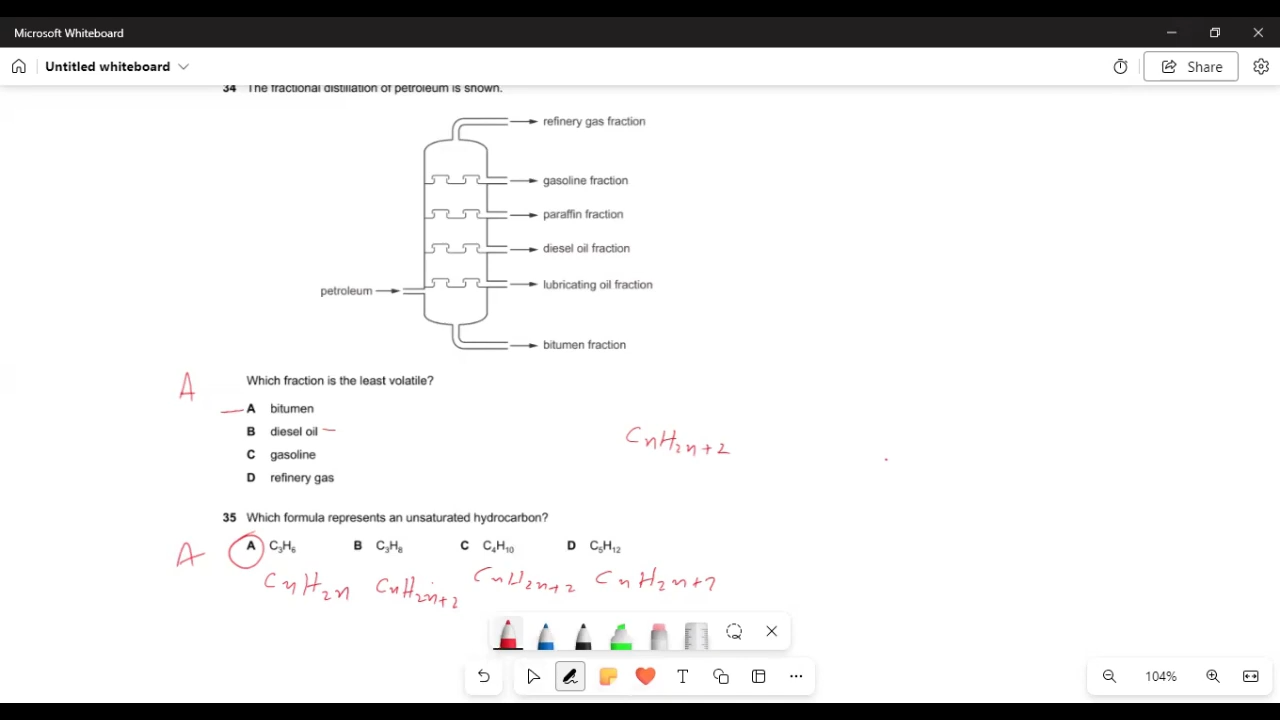 Microsoft Whiteboard
Untitled whiteboard
Share
34 The fractional distillation of petroleum is shown.
refinery gas fraction
gasoline fraction
paraffin fraction
diesel oil fraction
lubricating oil fraction
petroleum
bitumen fraction
A
Which fraction is the least volatile?
A bitumen
B diesel oil
C gasoline
D refinery gas
CnH2n+2
35 Which formula represents an unsaturated hydrocarbon?
A
A C3H6 B C3H8 C C4H10 D C5H12
CnH2n CnH2n+2 CnH2n+2 CnH2n+2
T
104%